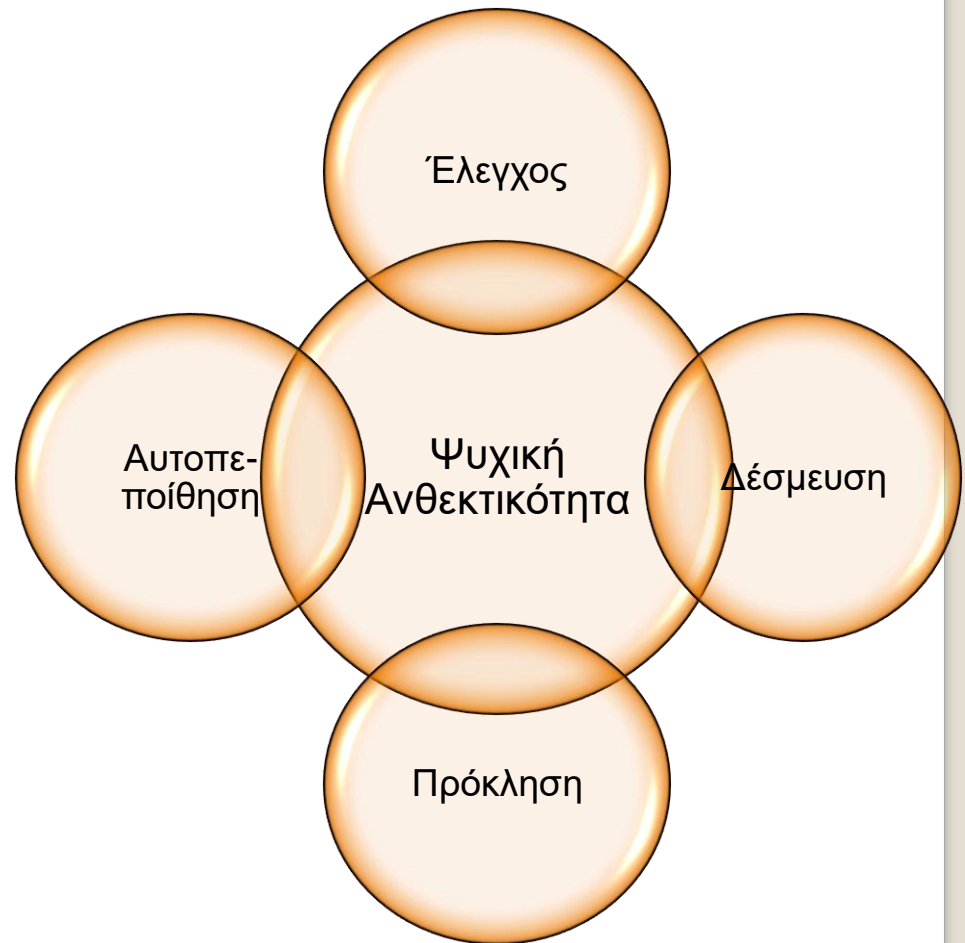 Έλεγχος
Αυτοπε-
ποίθηση
Ψυχική
Ανθεκτικότητα
Δέσμευση
Πρόκληση